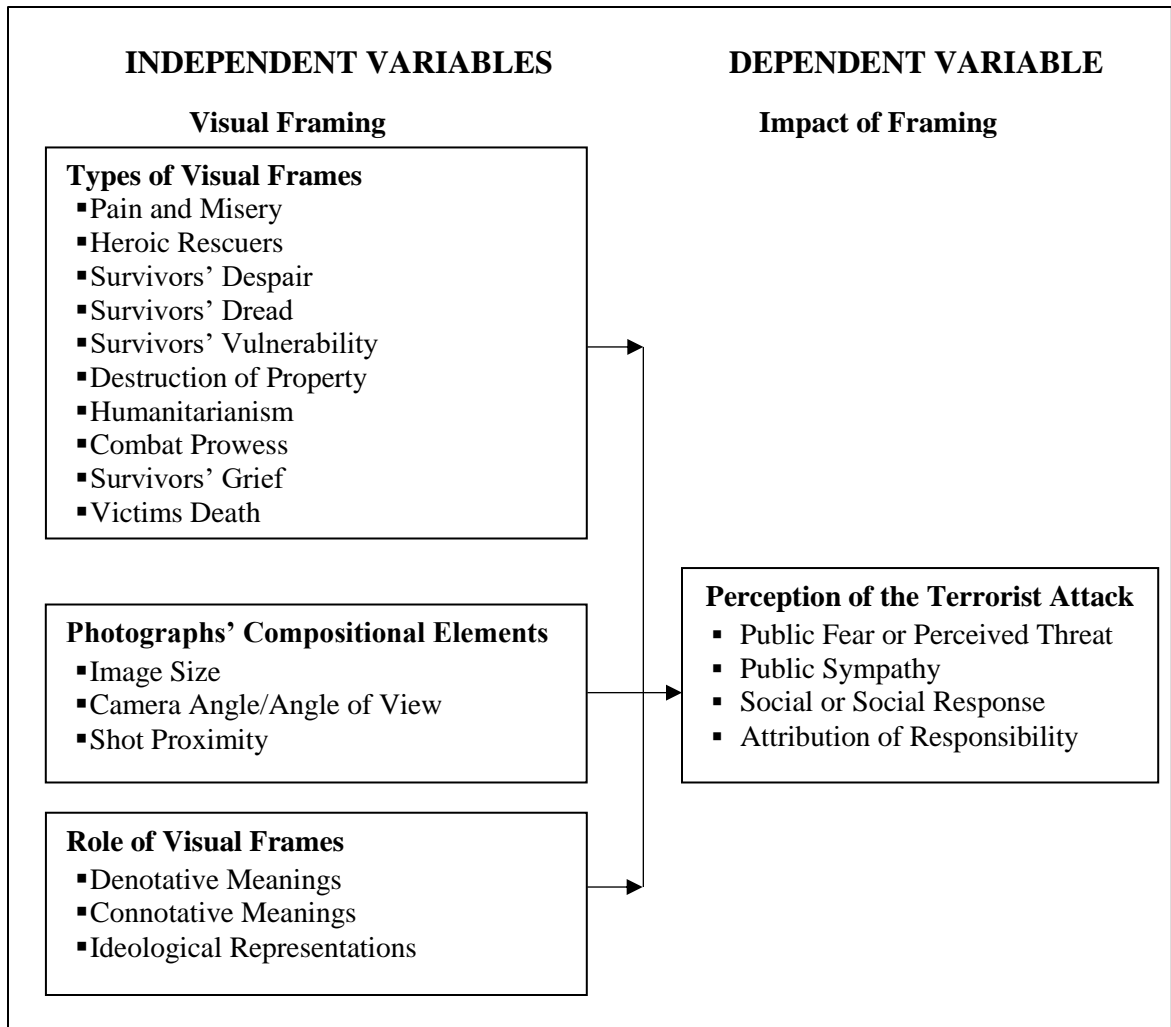 INDEPENDENT VARIABLES
Visual Framing
Types of Visual Frames
▪Pain and Misery
▪Heroic Rescuers
▪Survivors’ Despair
▪Survivors’ Dread
▪Survivors’ Vulnerability
▪Destruction of Property
▪Humanitarianism
▪Combat Prowess
▪Survivors’ Grief
▪Victims Death
Photographs’ Compositional Elements
▪Image Size
▪Camera Angle/Angle of View
▪Shot Proximity
Role of Visual Frames
▪Denotative Meanings
▪Connotative Meanings
▪Ideological Representations
DEPENDENT VARIABLE
Impact of Framing
Perception of the Terrorist Attack
▪ Public Fear or Perceived Threat
▪ Public Sympathy
▪ Social or Social Response
▪ Attribution of Responsibility